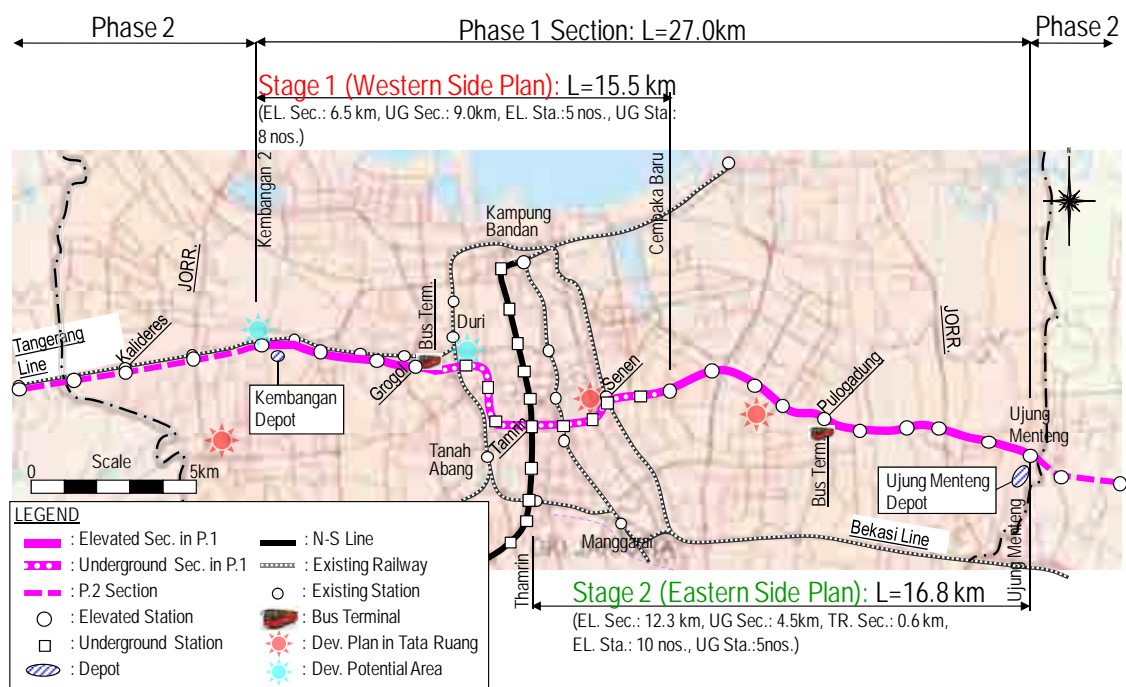 Phase 2
Phase 1 Section: L=27.0km
Phase 2
Stage 1 (Western Side Plan): L=15.5 km
(EL. Sec.: 6.5 km, UG Sec.: 9.0km, EL. Sta.:5 nos., UG Sta.:
8 nos.)
Kembangan 2
Cempaka Baru
N
JORR.
Kampung
Bandan
Bus Term.
Duri
JORR.
Tangerang
Line
Kalideres
Grogol
Senen
Pulogadung
Kembangan
Depot
Tamrin
Ujung
Menteng
Tanah
Abang
Bus Term.
Ujung Menteng
Depot
Scale
0
5km
Manggarai
Bekasi Line
Thamrin
Ujung Menteng
LEGEND
: Elevated Sec. in P.1
: Underground Sec. in P.1
: P.2 Section
: Elevated Station
: Underground Station
: Depot
: N-S Line
: Existing Railway
: Existing Station
: Bus Terminal
: Dev. Plan in Tata Ruang
: Dev. Potential Area
Stage 2 (Eastern Side Plan): L=16.8 km
(EL. Sec.: 12.3 km, UG Sec.: 4.5km, TR. Sec.: 0.6 km,
EL. Sta.: 10 nos., UG Sta.:5nos.)